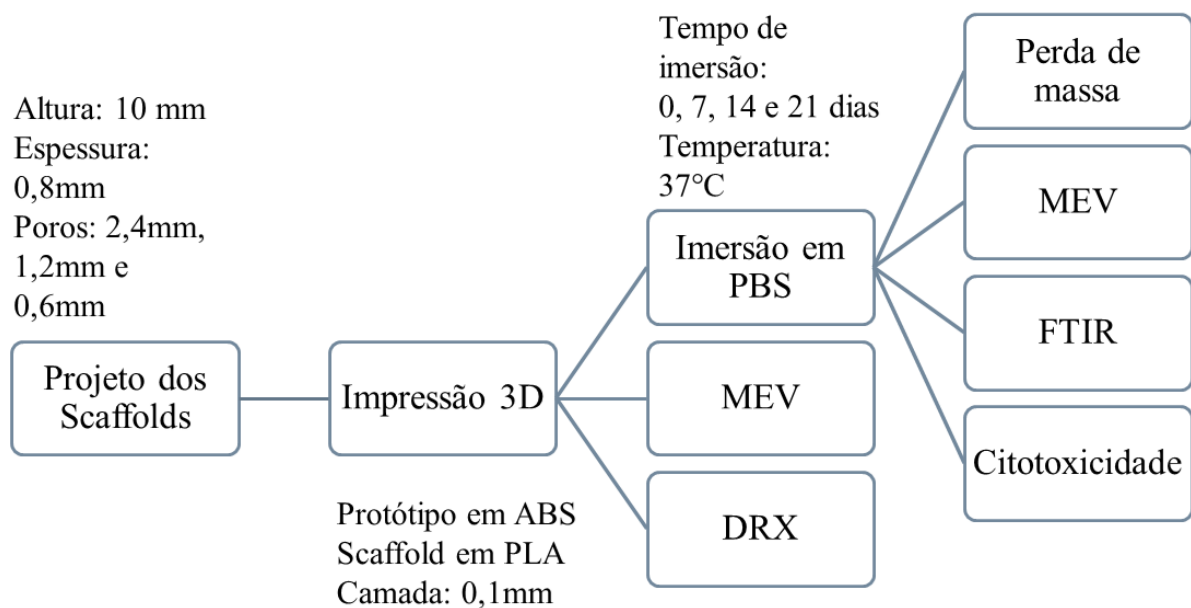 Altura: 10 mm
Espessura:
0,8mm
Poros: 2,4mm,
1,2mm e
0,6mm
Projeto dos
Scaffolds
Impressão 3D
Protótipo em ABS
Scaffold em PLA
Camada: 0,1mm
Tempo de
imersão:
0, 7, 14 e 21 dias
Temperatura:
37°C
Imersão em
PBS
MEV
DRX
Perda de
massa
MEV
FTIR
Citotoxicidade